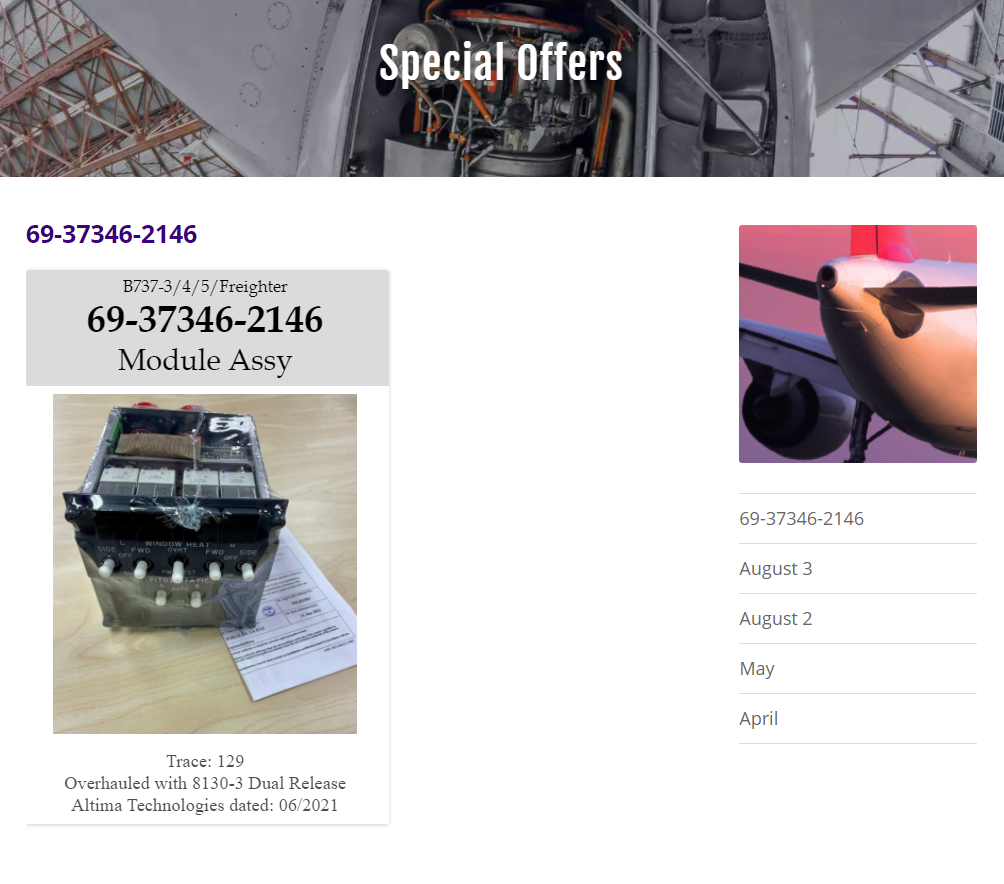 Special Offers
69-37346-2146
B737-3/4/5/Freighter
69-37346-2146
Module Assy
L WINDOW HEAT R
SIDE FWD OVHT FWD SIDE
OFF OFF
PITOT STATIC
AUTO
Trace: 129
Overhauled with 8130-3 Dual Release
Altima Technologies dated: 06/2021
69-37346-2146
August 3
August 2
May
April